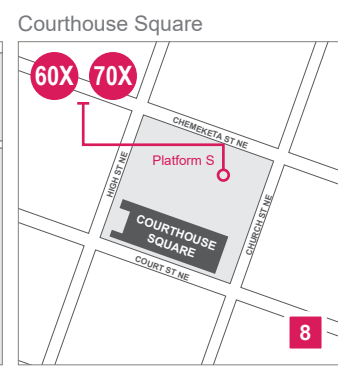 Courthouse Square
60X 70X
CHEMEKETA ST NE
Platform S
HIGH ST NE
CHURCH ST NE
COURTHOUSE
SQUARE
COURT ST NE
8